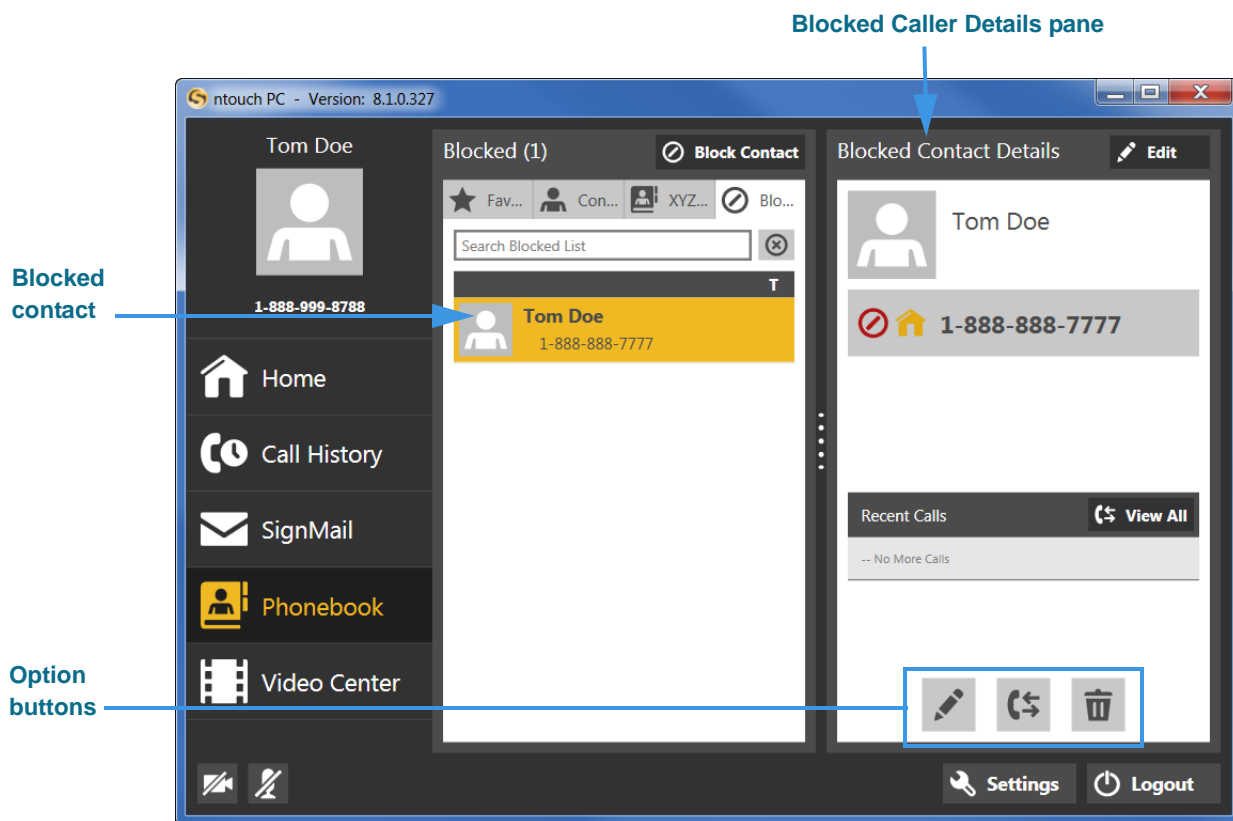 Blocked Caller Details pane
ntouch PC - Version: 8.1.0.327
Tom Doe
1-888-999-8788
Home
Call History
SignMail
Phonebook
Video Center
Blocked (1)
Block Contact
Fav...
Con...
XYZ...
Blo...
Search Blocked List
T
Tom Doe
1-888-888-7777
Blocked Contact Details
Edit
Tom Doe
1-888-888-7777
Recent Calls
View All
-- No More Calls
Settings
Logout
Blocked
contact
Option
buttons